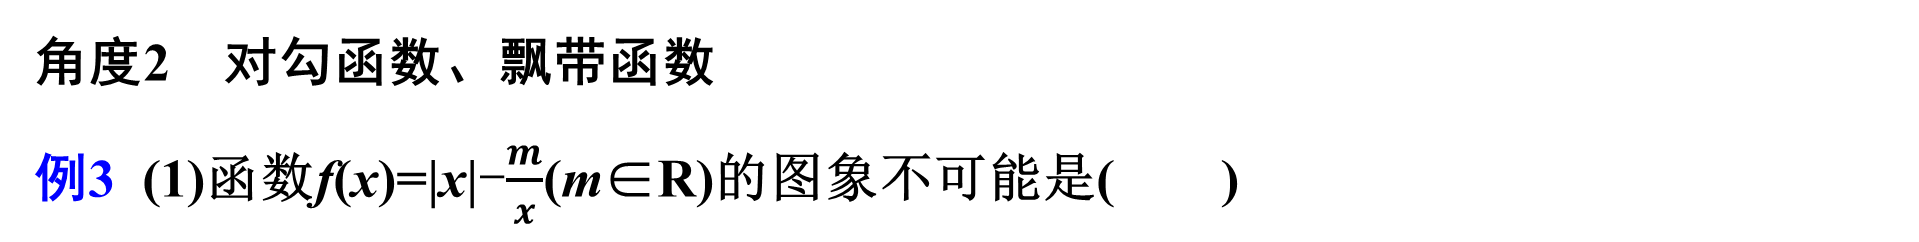 角度2 对勾函数、飘带函数
例3 (1)函数f(x)=|x|−m/x(m∈R)的图象不可能是(  )